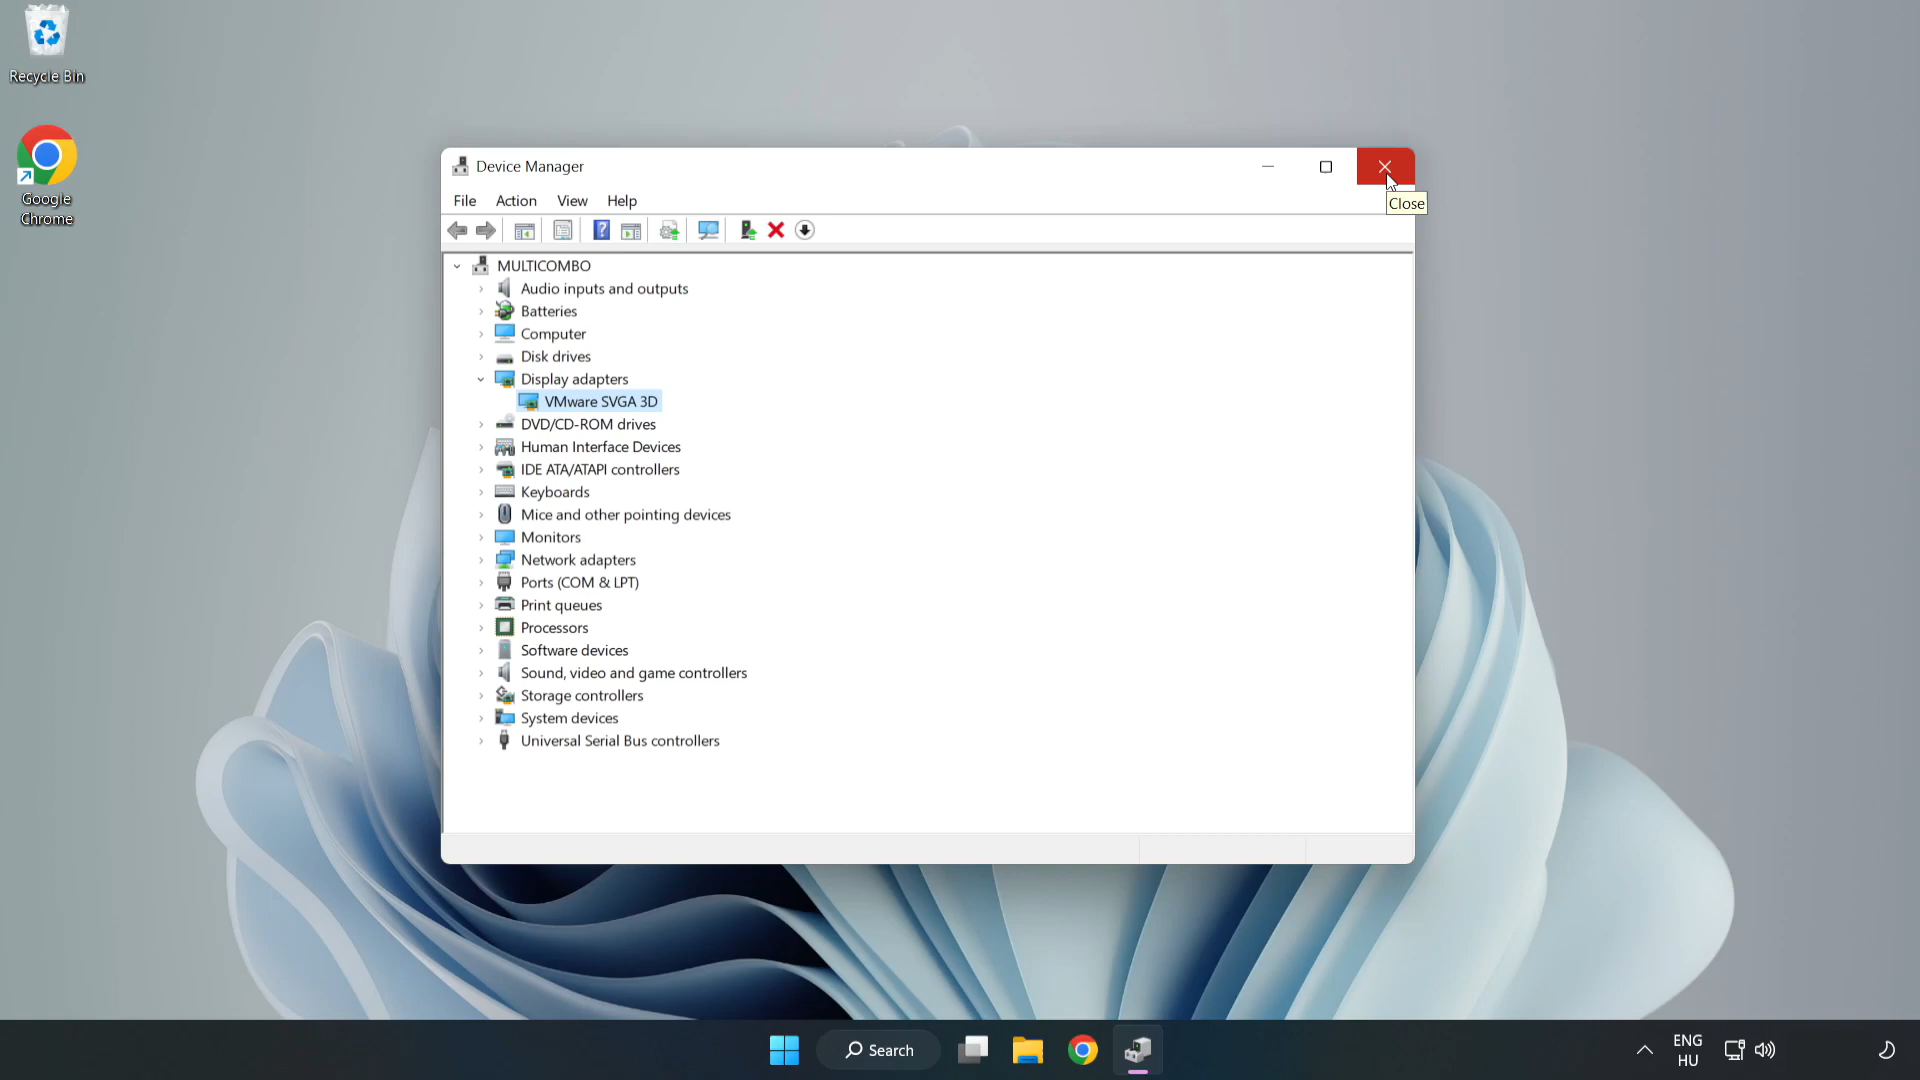 Recycle Bin
Google
Chrome
Device Manager
File Action View Help
Close
MULTICOMBO
Audio inputs and outputs
Batteries
Computer
Disk drives
Display adapters
VMware SVGA 3D
DVD/CD-ROM drives
Human Interface Devices
IDE ATA/ATAPI controllers
Keyboards
Mice and other pointing devices
Monitors
Network adapters
Ports (COM & LPT)
Print queues
Processors
Software devices
Sound, video and game controllers
Storage controllers
System devices
Universal Serial Bus controllers
Search
ENG
HU